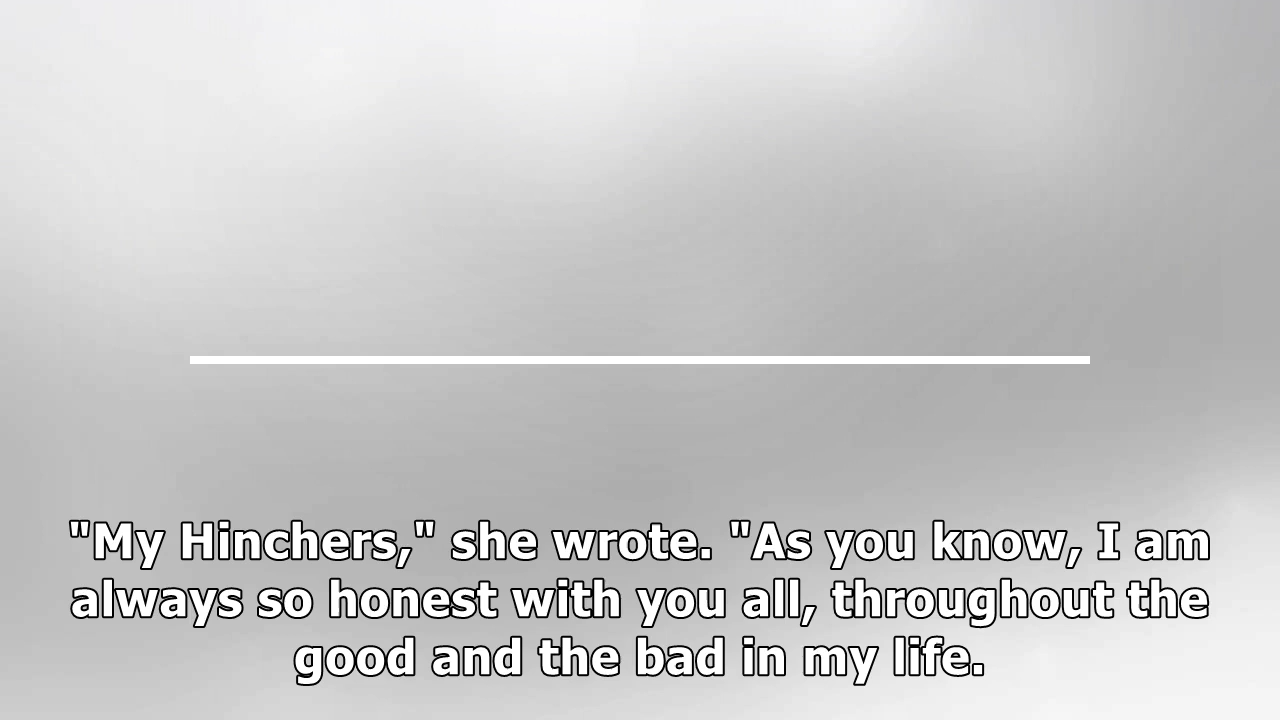 "My Hinchers," she wrote. "As you know, I am
always so honest with you all, throughout the
good and the bad in my life.